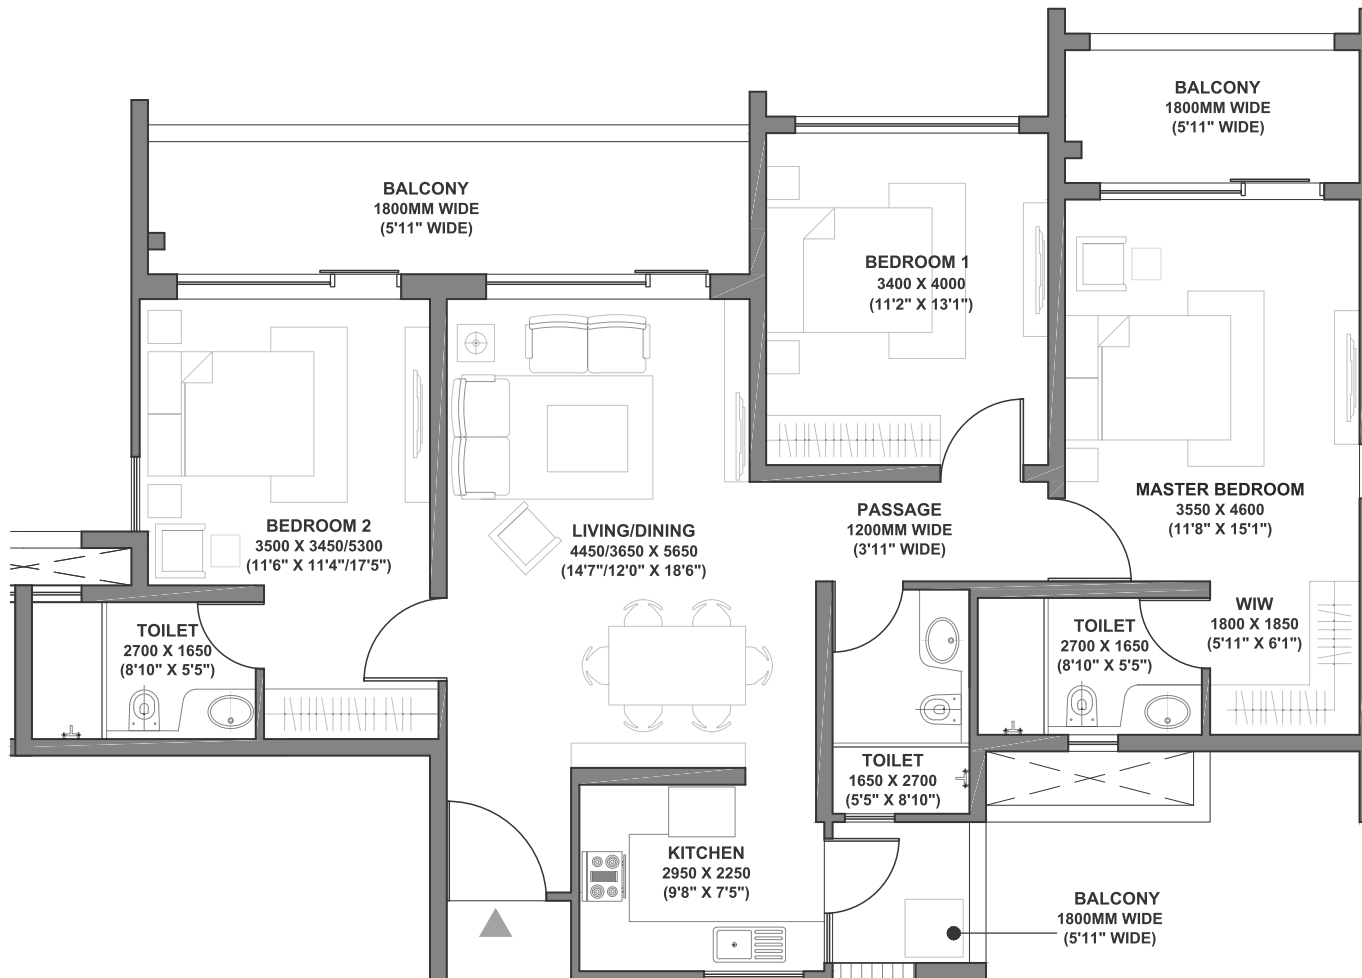 BALCONY
1800MM WIDE
(5'11" WIDE)
BALCONY
1800MM WIDE
(5'11" WIDE)
BEDROOM 1
3400 X 4000
(11'2" X 13'1")
MASTER BEDROOM
3550 X 4600
(11'8" X 15'1")
PASSAGE
1200MM WIDE
(3'11" WIDE)
BEDROOM 2
3500 X 3450/5300
(11'6" X 11'4"/17'5")
LIVING/DINING
4450/3650 X 5650
(14'7"/12'0" X 18'6")
WIW
1800 X 1850
(5'11" X 6'1")
TOILET
2700 X 1650
(8'10" X 5'5")
TOILET
2700 X 1650
(8'10" X 5'5")
TOILET
1650 X 2700
(5'5" X 8'10")
KITCHEN
2950 X 2250
(9'8" X 7'5")
BALCONY
1800MM WIDE
(5'11" WIDE)